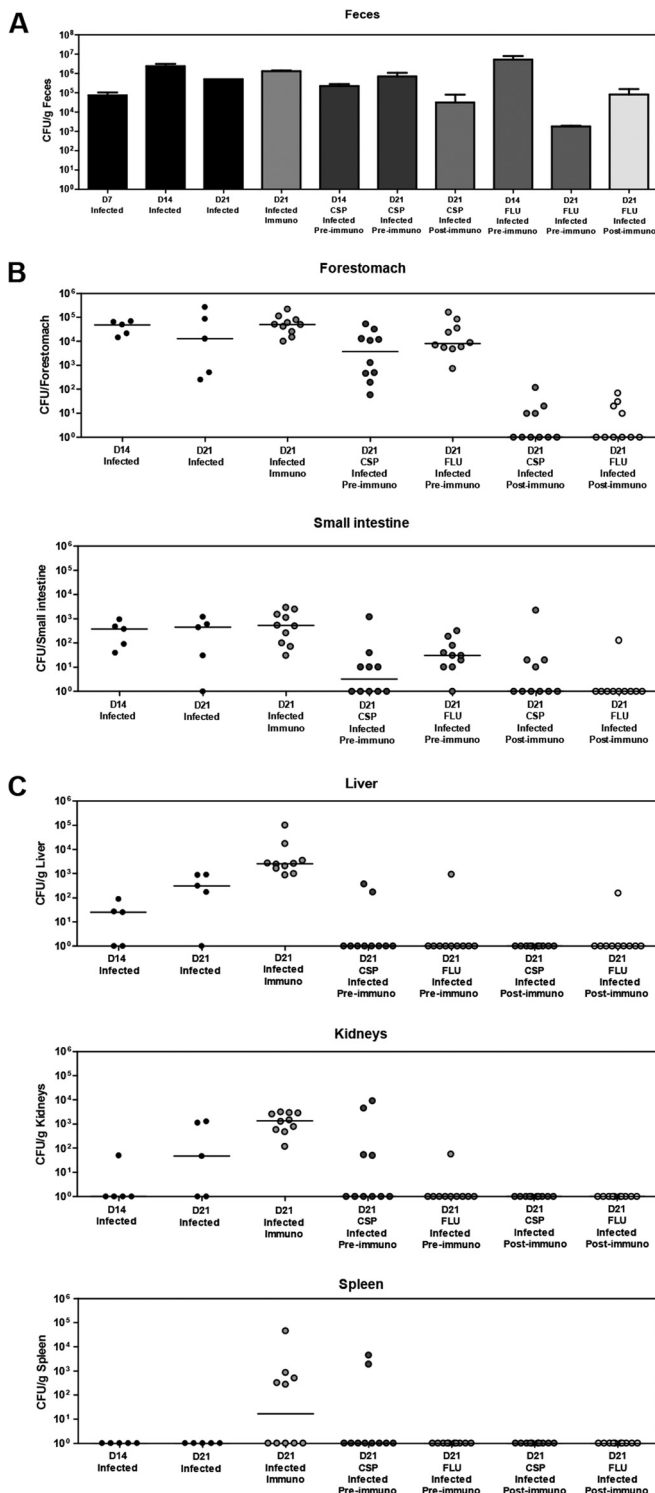 A
Feces
CFU/g Feces
10^8
10^7
10^6
10^5
10^4
10^3
10^2
10^1
10^0
D7 Infected
D14 Infected
D21 Infected
D21 Infected Immuno
D14 CSP Infected Pre-immuno
D21 CSP Infected Pre-immuno
D21 CSP Infected Post-immuno
D14 FLU Infected Pre-immuno
D21 FLU Infected Pre-immuno
D21 FLU Infected Post-immuno
B
Forestomach
CFU/Forestomach
10^6
10^5
10^4
10^3
10^2
10^1
10^0
D14 Infected
D21 Infected
D21 Infected Immuno
D21 CSP Infected Pre-immuno
D21 FLU Infected Pre-immuno
D21 CSP Infected Post-immuno
D21 FLU Infected Post-immuno
Small intestine
CFU/Small intestine
10^6
10^5
10^4
10^3
10^2
10^1
10^0
D14 Infected
D21 Infected
D21 Infected Immuno
D21 CSP Infected Pre-immuno
D21 FLU Infected Pre-immuno
D21 CSP Infected Post-immuno
D21 FLU Infected Post-immuno
C
Liver
CFU/g Liver
10^6
10^5
10^4
10^3
10^2
10^1
10^0
D14 Infected
D21 Infected
D21 Infected Immuno
D21 CSP Infected Pre-immuno
D21 FLU Infected Pre-immuno
D21 CSP Infected Post-immuno
D21 FLU Infected Post-immuno
Kidneys
CFU/g Kidneys
10^6
10^5
10^4
10^3
10^2
10^1
10^0
D14 Infected
D21 Infected
D21 Infected Immuno
D21 CSP Infected Pre-immuno
D21 FLU Infected Pre-immuno
D21 CSP Infected Post-immuno
D21 FLU Infected Post-immuno
Spleen
CFU/g Spleen
10^6
10^5
10^4
10^3
10^2
10^1
10^0
D14 Infected
D21 Infected
D21 Infected Immuno
D21 CSP Infected Pre-immuno
D21 FLU Infected Pre-immuno
D21 CSP Infected Post-immuno
D21 FLU Infected Post-immuno